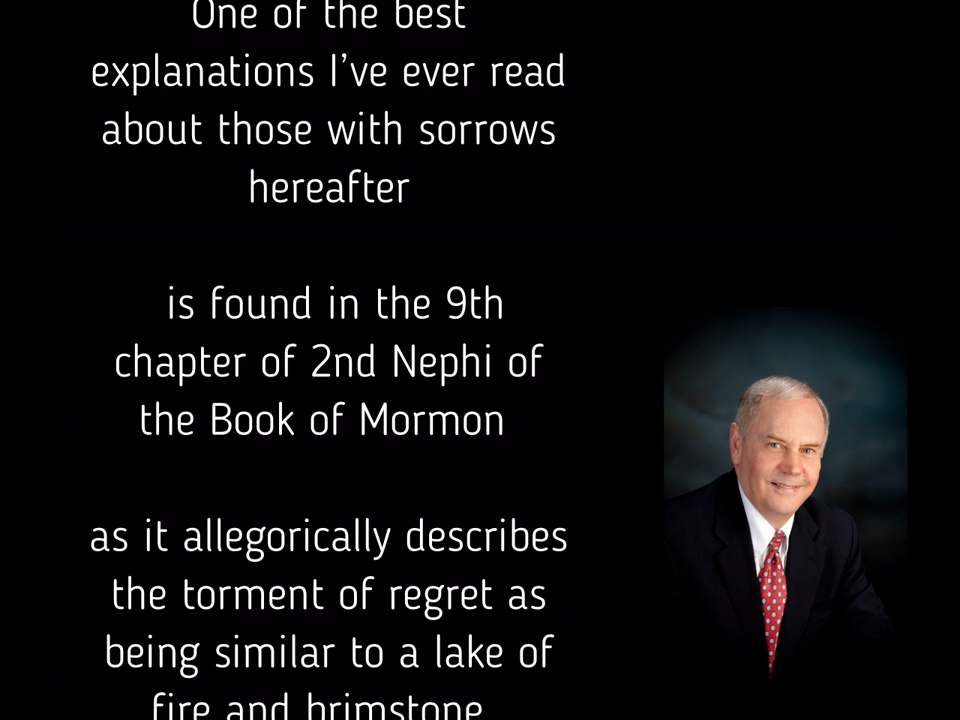 One of the best
explanations I've ever read
about those with sorrows
hereafter
is found in the 9th
chapter of 2nd Nephi of
the Book of Mormon
as it allegorically describes
the torment of regret as
being similar to a lake of
fire and brimstone